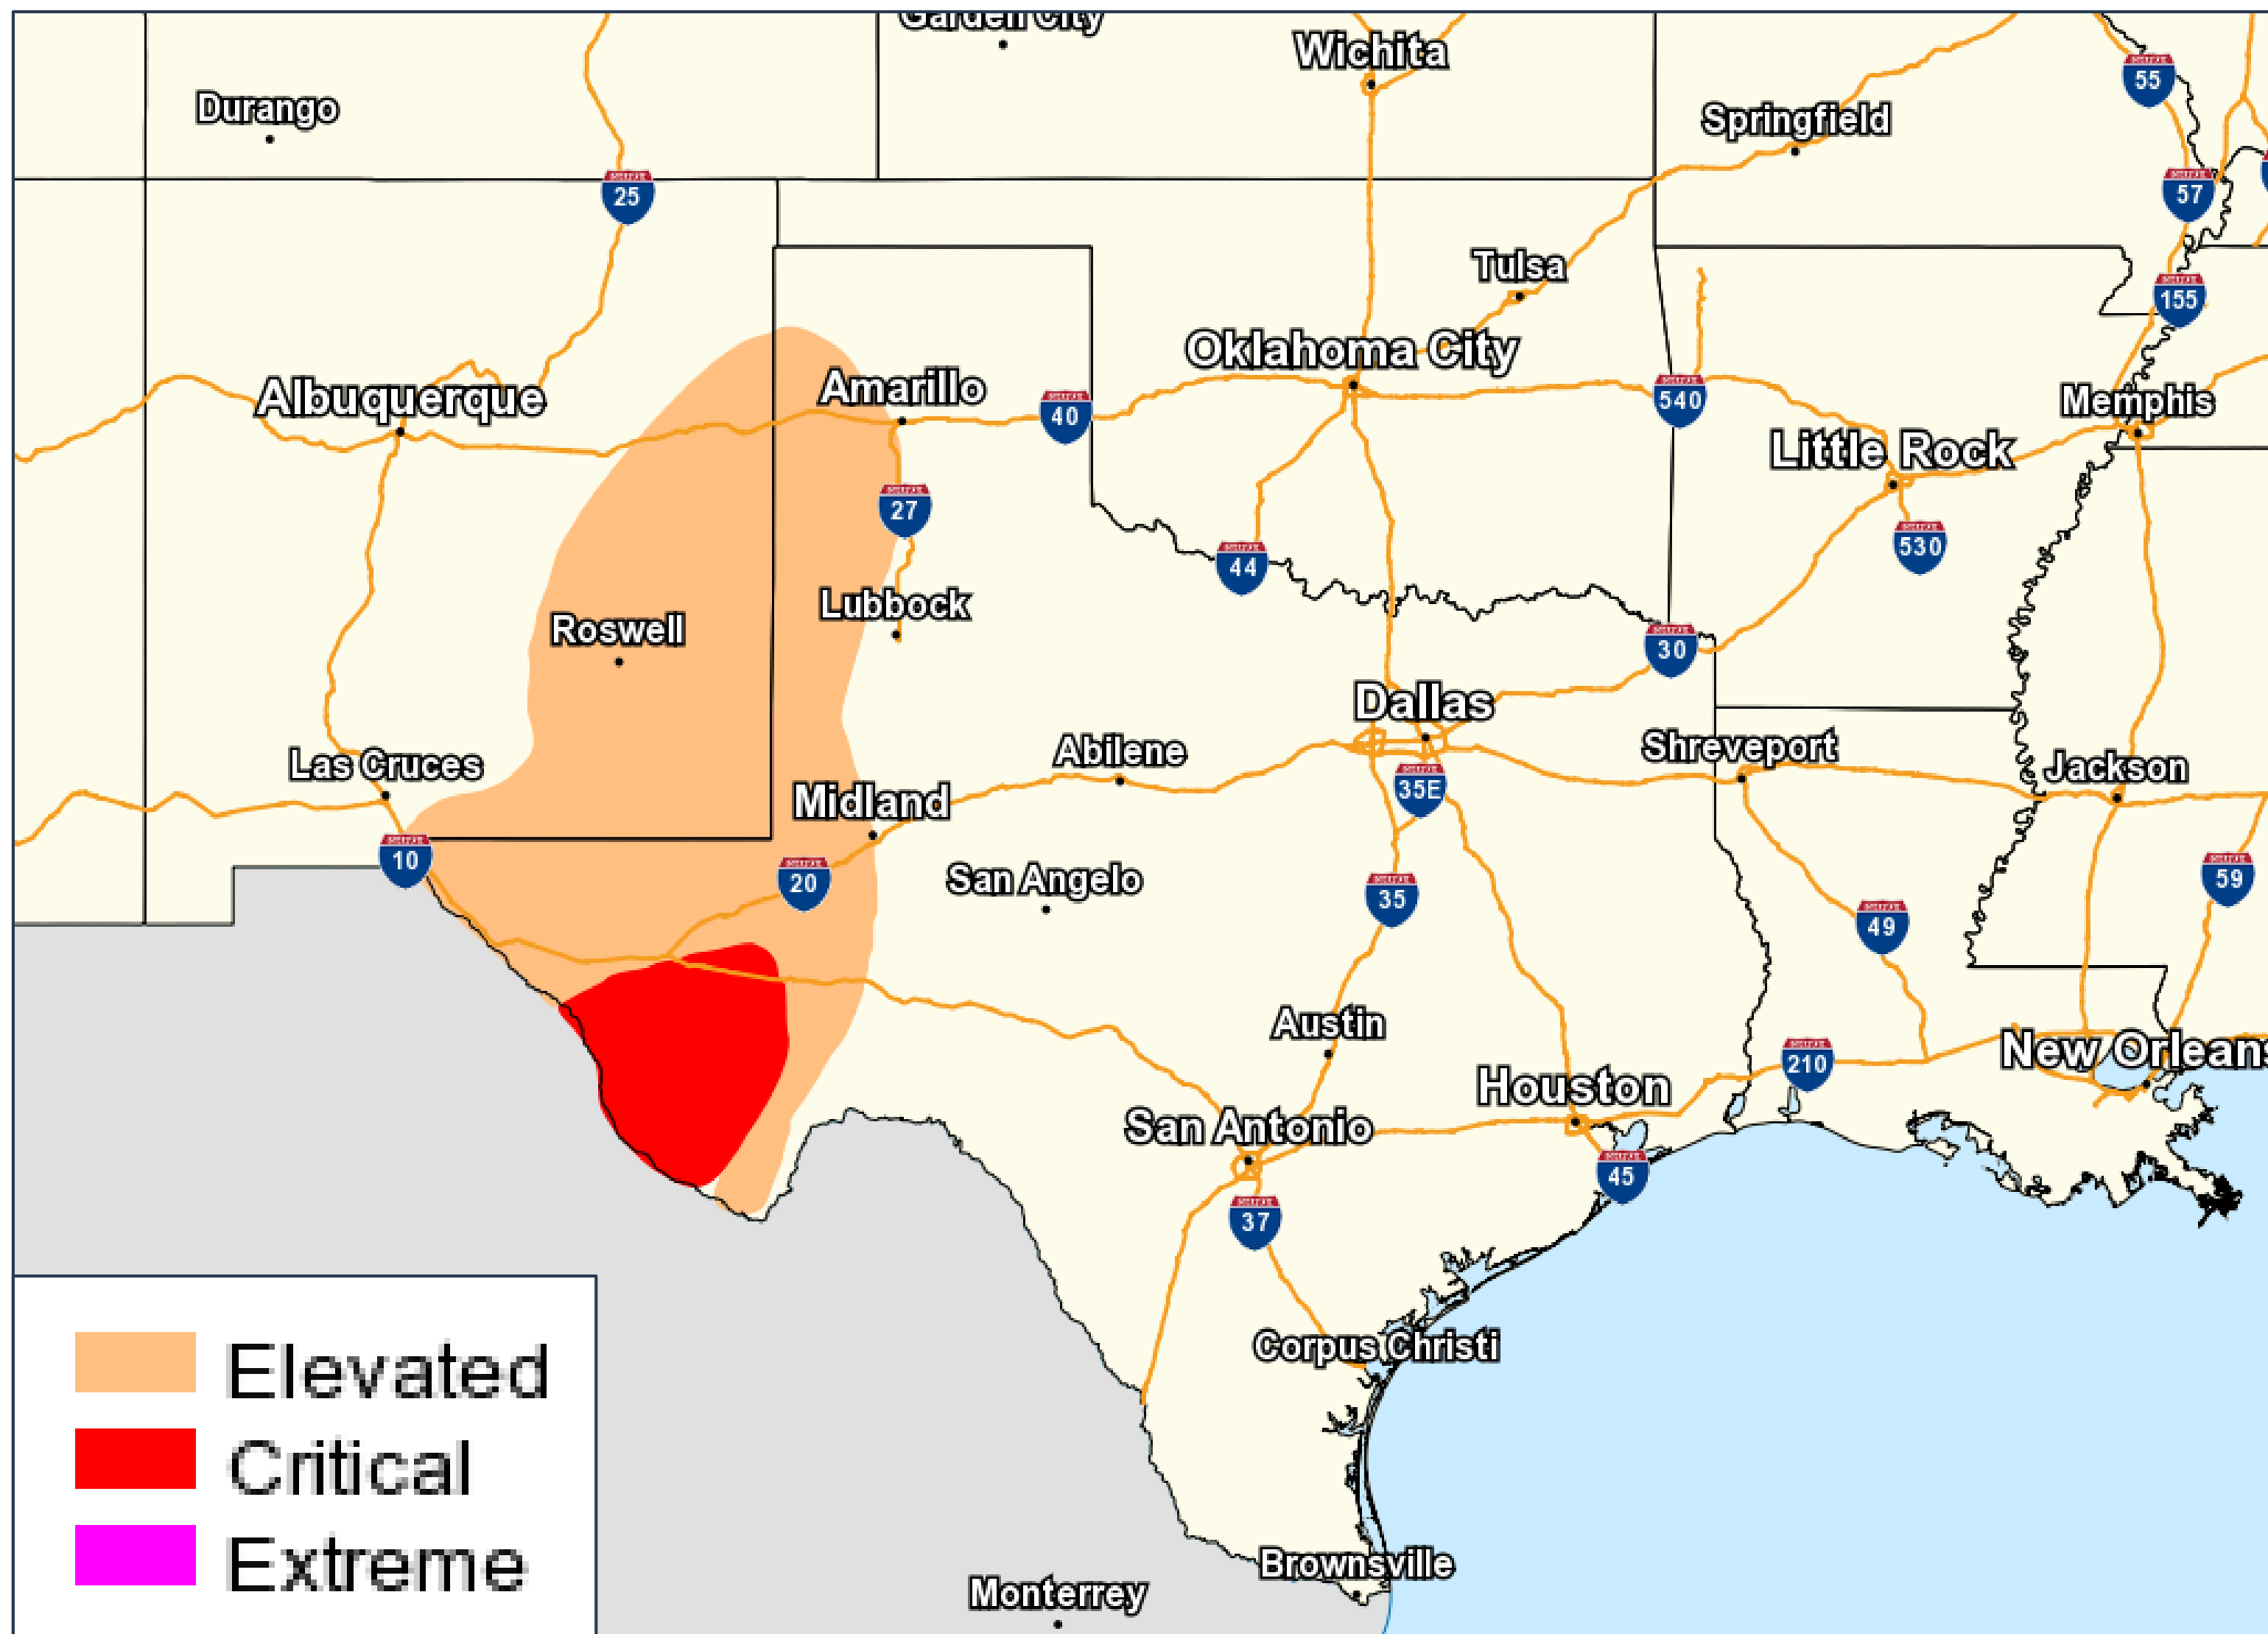 Garden City
Wichita
55
Durango
Springfield
25
57
Tulsa
155
Oklahoma City
Amarillo
Albuquerque
40
540
Memphis
Little Rock
27
530
44
Lubbock
Roswell
30
Dallas
Abilene
Shreveport
Las Cruces
Jackson
Midland
35E
10
20
San Angelo
35
59
49
Austin
New Orleans
210
Houston
San Antonio
45
37
Corpus Christi
Elevated
Critical
Extreme
Brownsville
Monterrey